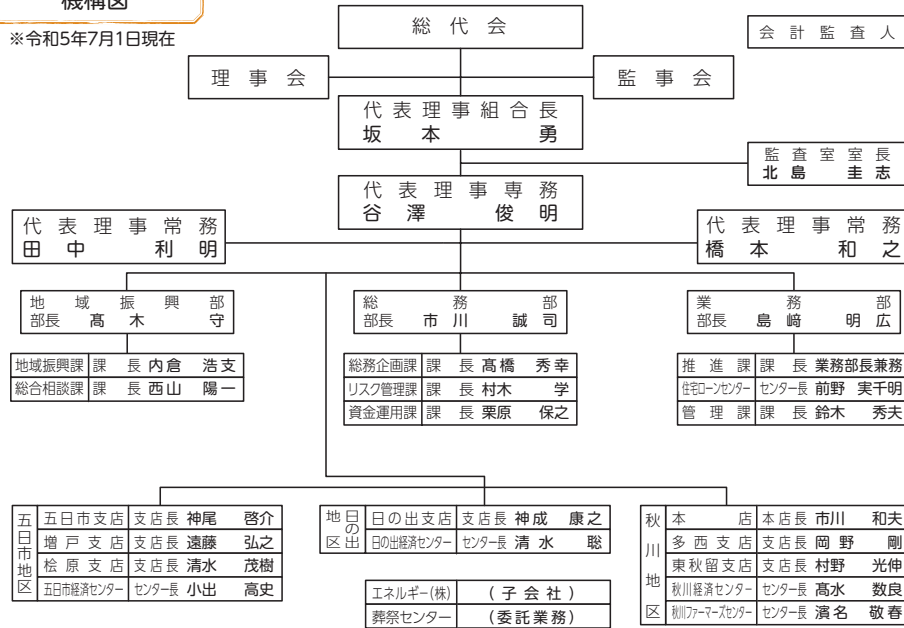 機構図
※令和5年7月1日現在
総代会
会計監査人
理事会
監事会
代表理事組合長
坂本 勇
監査室室長
北島 圭志
代表理事専務
谷澤 俊明
代表理事常務
田中 利明
代表理事常務
橋本 和之
地域振興部
部長 髙木 守
総務部
部長 市川 誠司
業務部
部長 島﨑 明広
地域振興課 課長 内倉 浩支
総合相談課 課長 西山 陽一
総務企画課 課長 髙橋 秀幸
リスク管理課 課長 村木 学
資金運用課 課長 栗原 保之
推進課 課長 業務部長兼務
住宅ローンセンター センター長 前野 実千明
管理課 課長 鈴木 秀夫
五日市地区
五日市支店 支店長 神尾 啓介
増戸支店 支店長 遠藤 弘之
桧原支店 支店長 清水 茂樹
五日市経済センター センター長 小出 高史
日の出地区
日の出支店 支店長 神成 康之
日の出経済センター センター長 清水 聡
エネルギー(株) (子会社)
葬祭センター (委託業務)
秋川地区
本店 本店長 市川 和夫
多西支店 支店長 岡野 剛
東秋留支店 支店長 村野 光伸
秋川経済センター センター長 髙水 数良
秋川ファーマーズセンター センター長 濱名 敬春